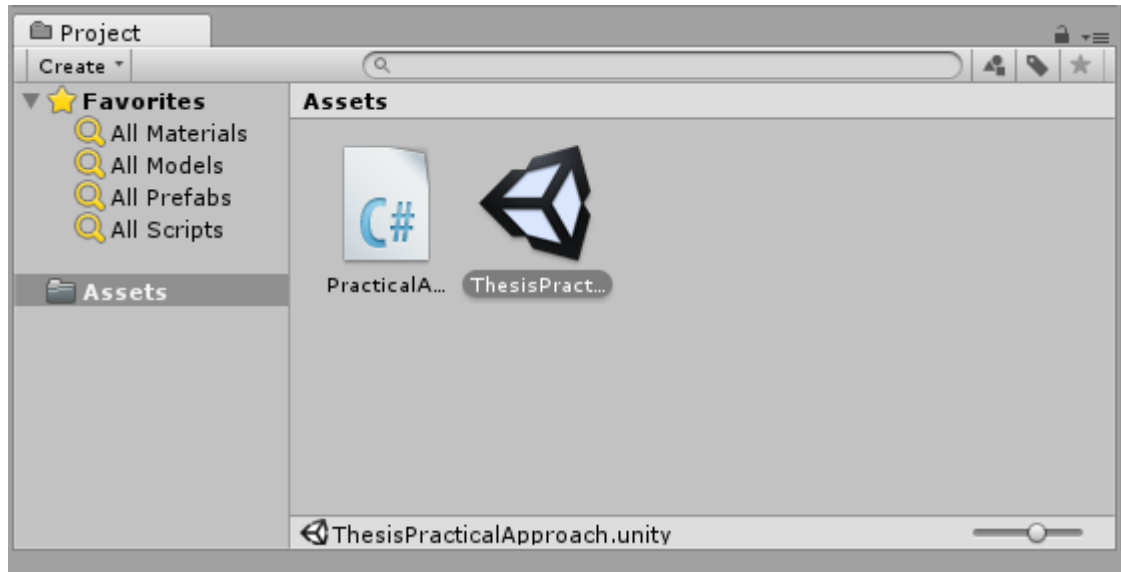 Project
Create
Favorites
All Materials
All Models
All Prefabs
All Scripts
Assets
Assets
C#
PracticalA...
ThesisPract...
ThesisPracticalApproach.unity